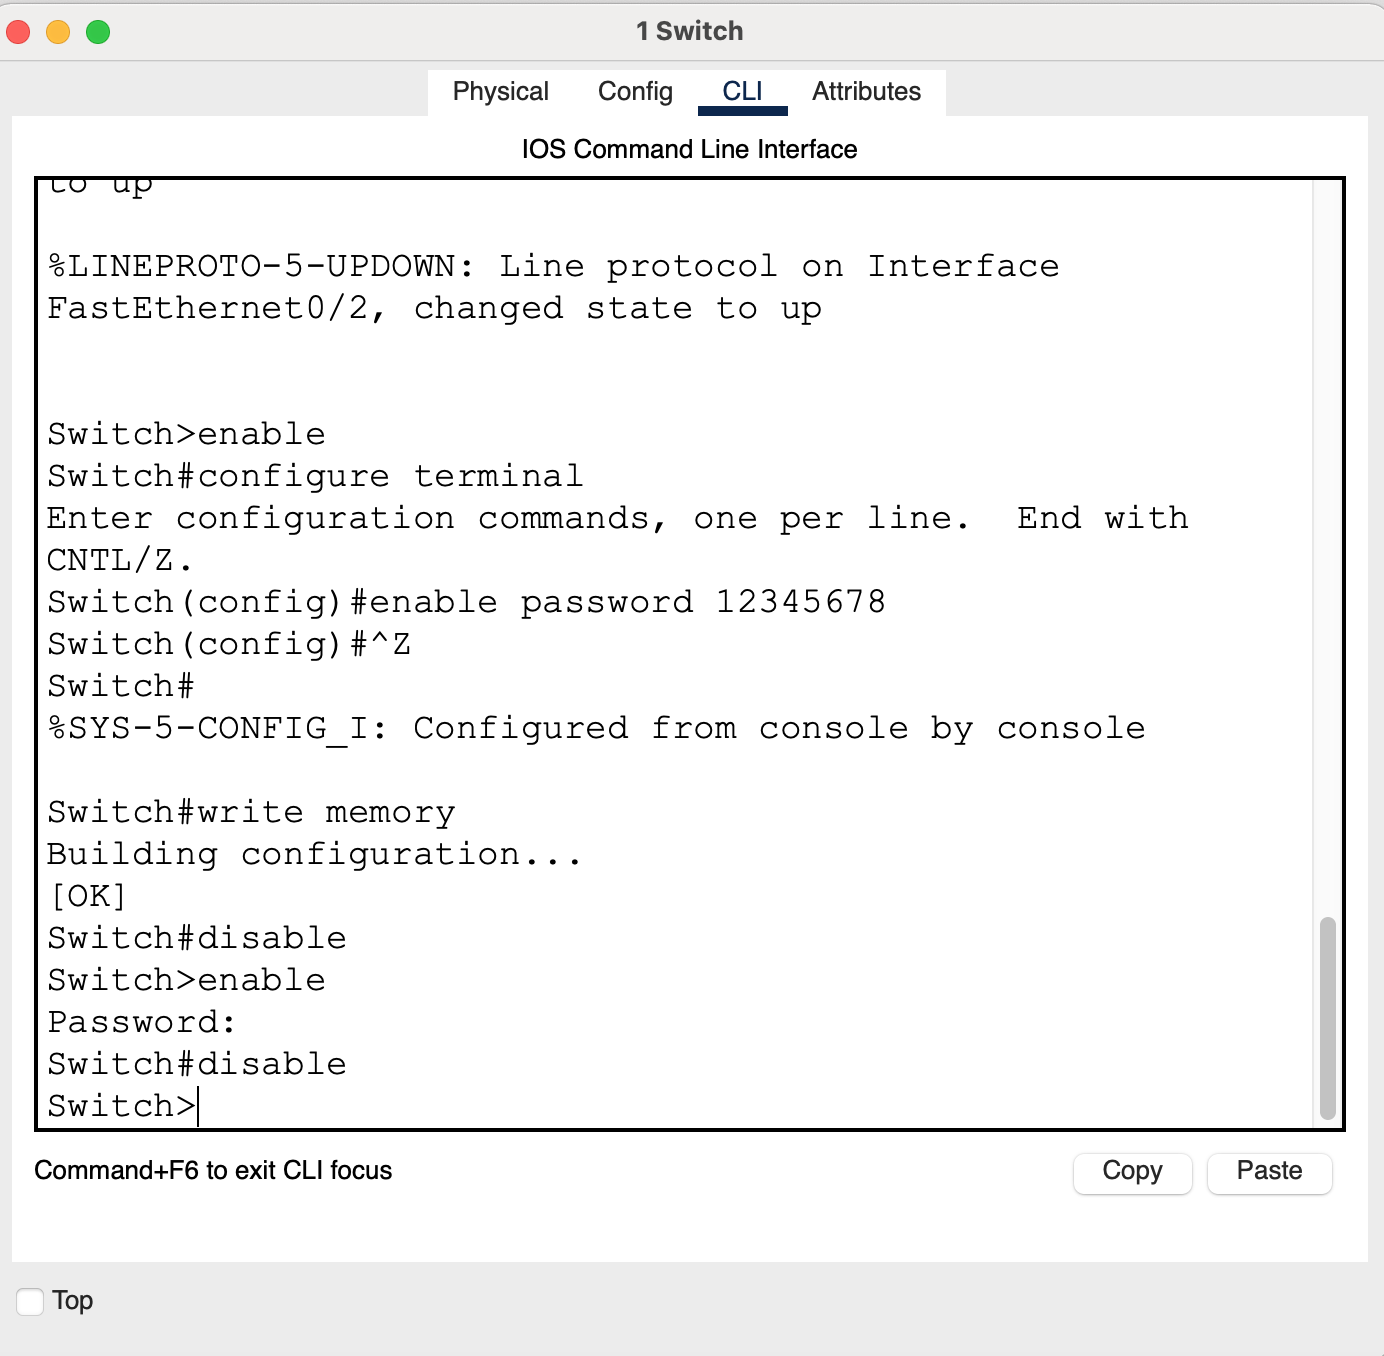 1 Switch
Physical Config CLI Attributes
IOS Command Line Interface
to up
%LINEPROTO-5-UPDOWN: Line protocol on Interface
FastEthernet0/2, changed state to up
Switch>enable
Switch#configure terminal
Enter configuration commands, one per line.  End with
CNTL/Z.
Switch(config)#enable password 12345678
Switch(config)#^Z
Switch#
%SYS-5-CONFIG_I: Configured from console by console
Switch#write memory
Building configuration...
[OK]
Switch#disable
Switch>enable
Password:
Switch#disable
Switch>
Command+F6 to exit CLI focus
Copy Paste
Top